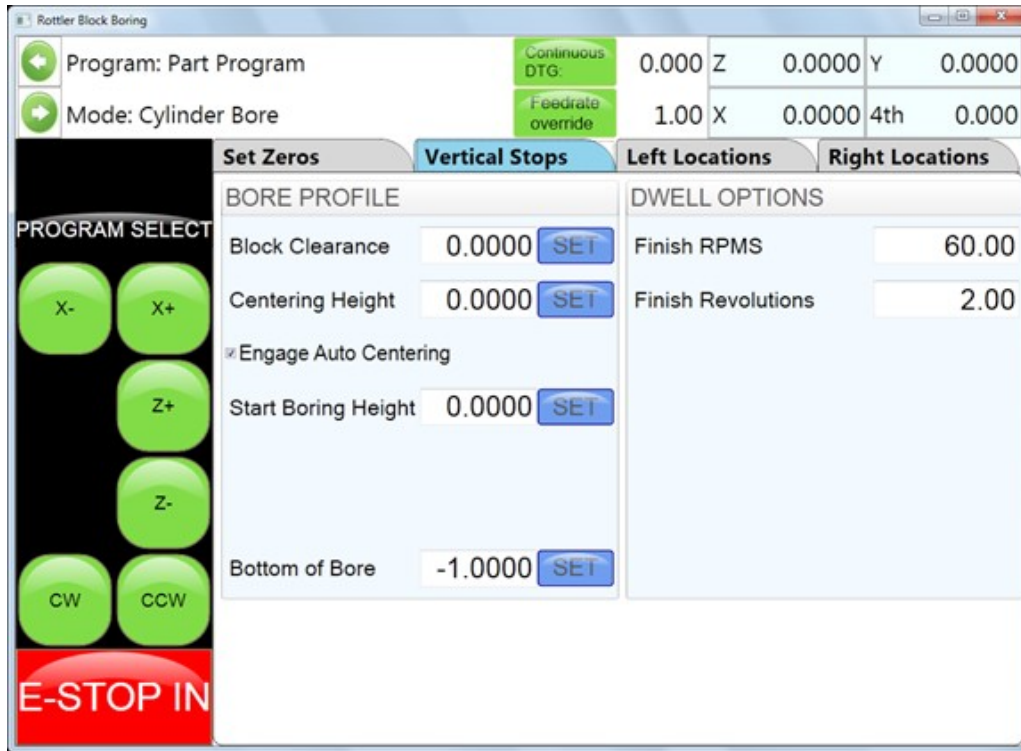 Rottler Block Boring
Program: Part Program
Continuous DTG: 0.000 Z 0.0000 Y 0.0000
Mode: Cylinder Bore
Feedrate override 1.00 X 0.0000 4th 0.000
Set Zeros Vertical Stops Left Locations Right Locations
PROGRAM SELECT
X- X+
Z+
Z-
CW CCW
E-STOP IN
BORE PROFILE
Block Clearance 0.0000 SET
Centering Height 0.0000 SET
Engage Auto Centering
Start Boring Height 0.0000 SET
Bottom of Bore -1.0000 SET
DWELL OPTIONS
Finish RPMS 60.00
Finish Revolutions 2.00